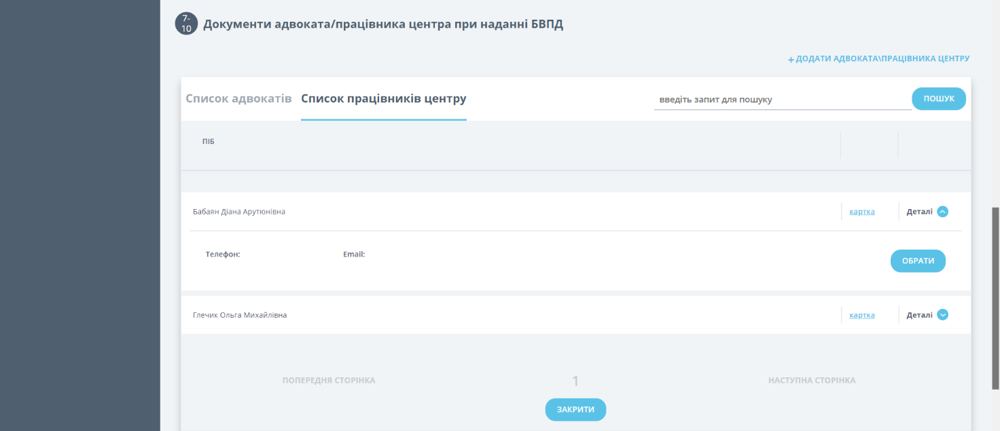 7-
10
Документи адвоката/працівника центра при наданні БВПД
+ ДОДАТИ АДВОКАТА\ПРАЦІВНИКА ЦЕНТРУ
Список адвокатів Список працівників центру введіть запит для пошуку ПОШУК
ПІБ
Бабаян Діана Арутюнівна картка Деталі
Телефон: Email: ОБРАТИ
Глечик Ольга Михайлівна картка Деталі
ПОПЕРЕДНЯ СТОРІНКА 1 НАСТУПНА СТОРІНКА
ЗАКРИТИ